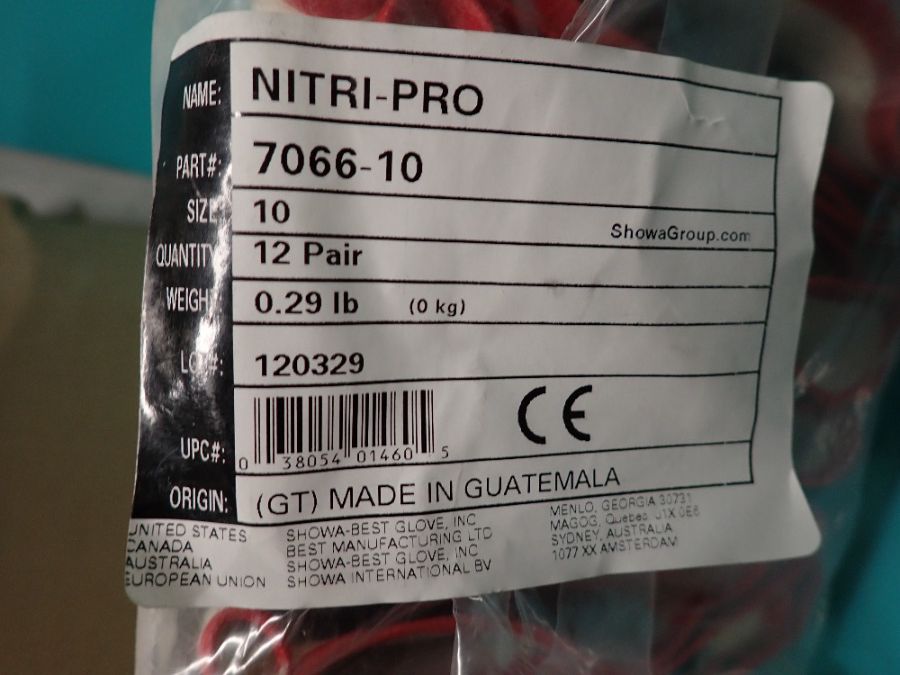 NAME: NITRI-PRO
PART#: 7066-10
SIZE 10
ShowaGroup.com
QUANTITY 12 Pair
WEIGH 0.29 lb (0 kg)
LOT#: 120329
UPC#: 0 38054 01460 5
CE
ORIGIN: (GT) MADE IN GUATEMALA
UNITED STATES SHOWA-BEST GLOVE, INC MENLO, GEORGIA 30731
CANADA BEST MANUFACTURING LTD MAGOG, Quebec J1X 0E6
AUSTRALIA SHOWA-BEST GLOVE, INC SYDNEY, AUSTRALIA
EUROPEAN UNION SHOWA INTERNATIONAL BV 1077 XX AMSTERDAM